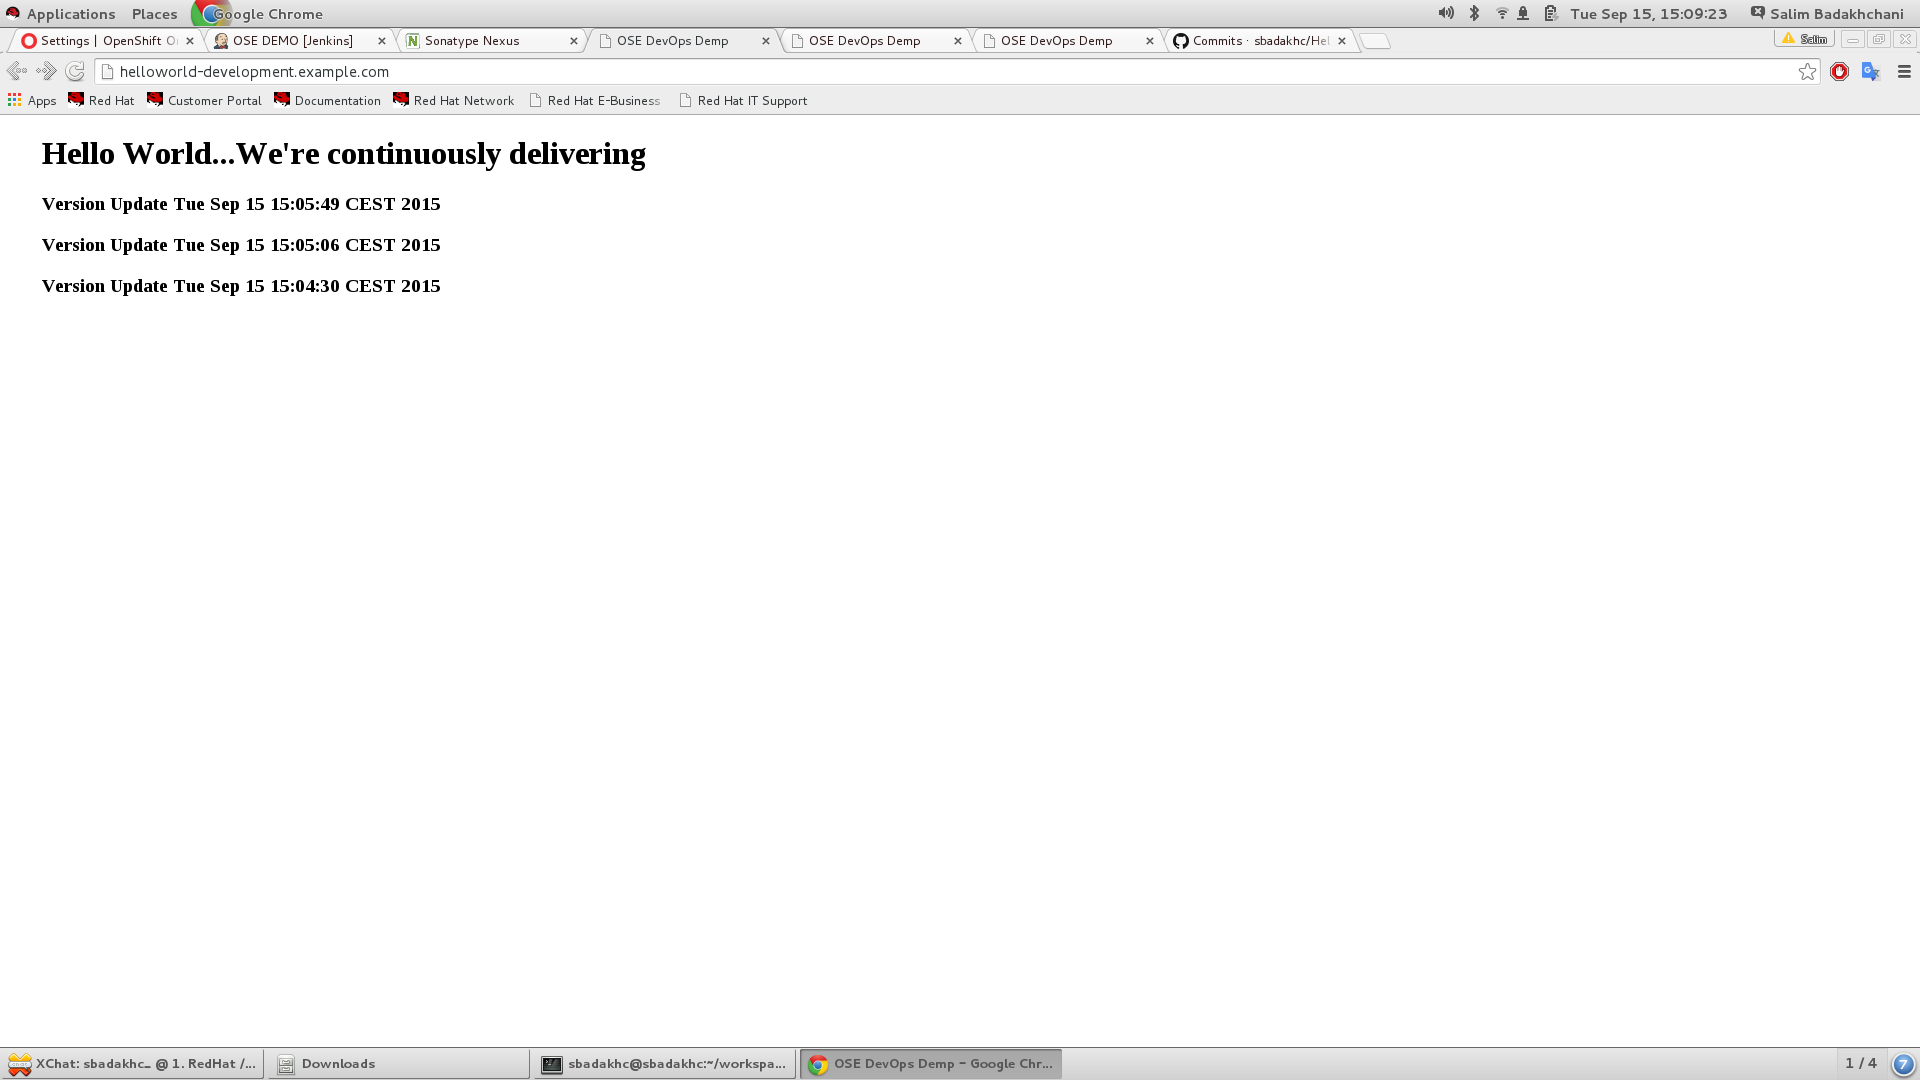 Applications Places Google Chrome Tue Sep 15, 15:09:23 Salim Badakhchani
Settings | OpenShift O OSE DEMO [Jenkins] Sonatype Nexus OSE DevOps Demp OSE DevOps Demp OSE DevOps Demp Commits · sbadakhc/Hel Salim
helloworld-development.example.com
Apps Red Hat Customer Portal Documentation Red Hat Network Red Hat E-Business Red Hat IT Support
Hello World...We're continuously delivering
Version Update Tue Sep 15 15:05:49 CEST 2015
Version Update Tue Sep 15 15:05:06 CEST 2015
Version Update Tue Sep 15 15:04:30 CEST 2015
XChat: sbadakhc_ @ 1. RedHat /... Downloads sbadakhc@sbadakhc:~/workspa... OSE DevOps Demp - Google Chr... 1 / 4 7